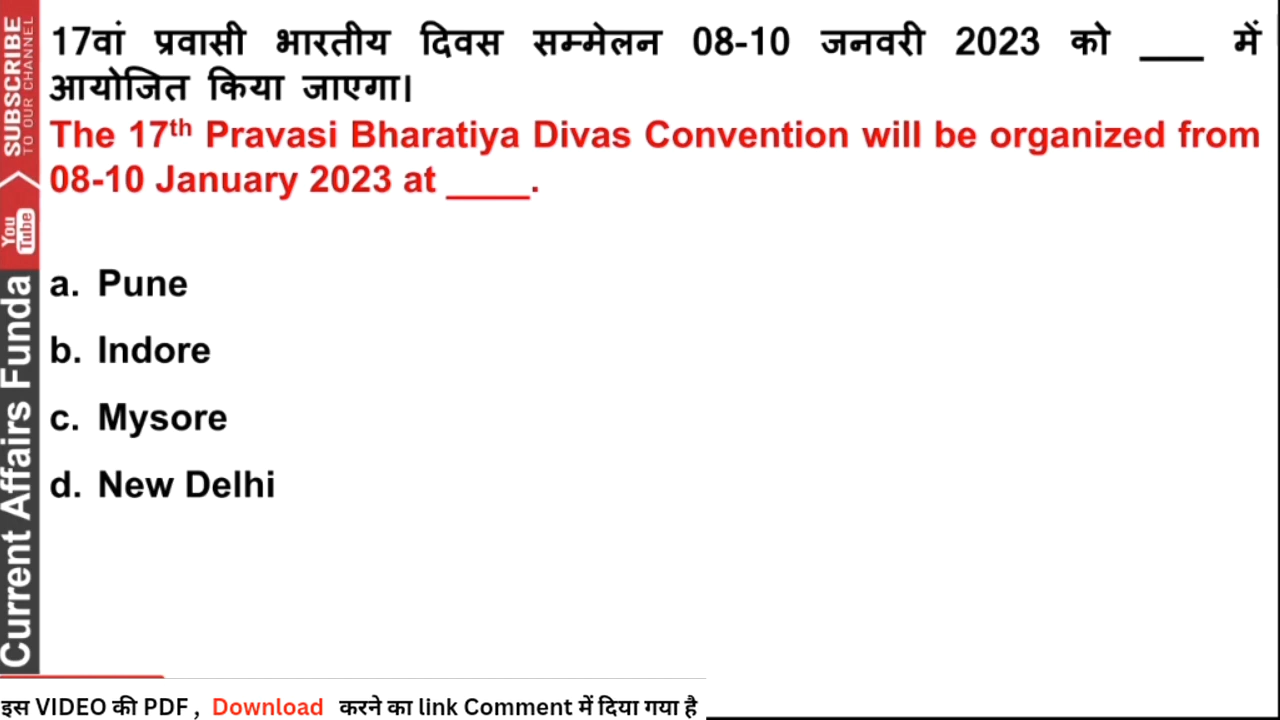 17वां प्रवासी भारतीय दिवस सम्मेलन 08-10 जनवरी 2023 को ___ में
आयोजित किया जाएगा।
The 17th Pravasi Bharatiya Divas Convention will be organized from
08-10 January 2023 at ____.
a. Pune
b. Indore
c. Mysore
d. New Delhi
SUBSCRIBE
TO OUR CHANNEL
You
Tube
Current Affairs Funda
इस VIDEO की PDF , Download करने का link Comment में दिया गया है